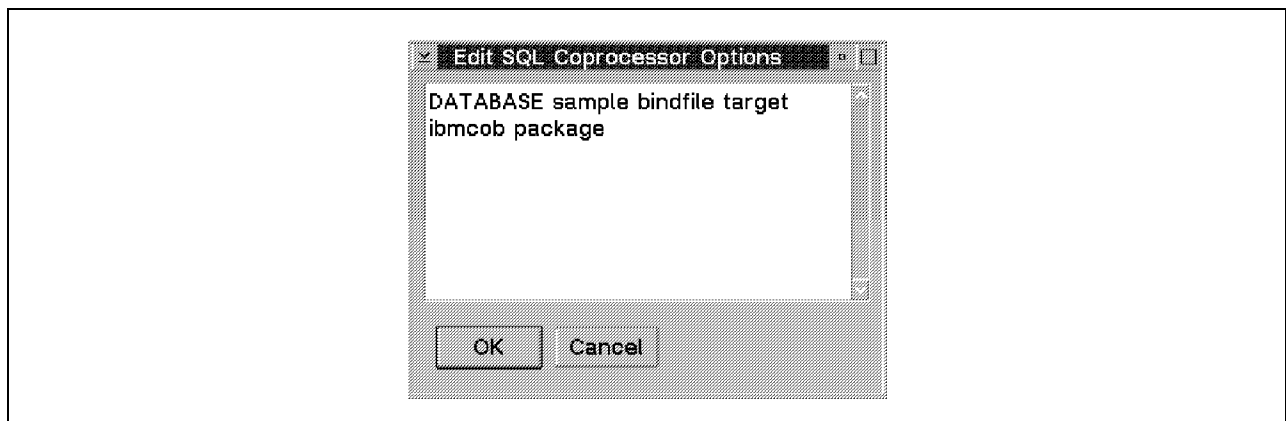 Edit SQL Coprocessor Options
DATABASE sample bindfile target
ibmcob package
OK Cancel